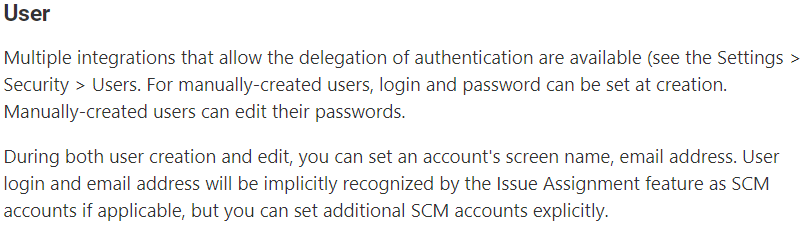 User
Multiple integrations that allow the delegation of authentication are available (see the Settings >
Security > Users. For manually-created users, login and password can be set at creation.
Manually-created users can edit their passwords.
During both user creation and edit, you can set an account's screen name, email address. User
login and email address will be implicitly recognized by the Issue Assignment feature as SCM
accounts if applicable, but you can set additional SCM accounts explicitly.